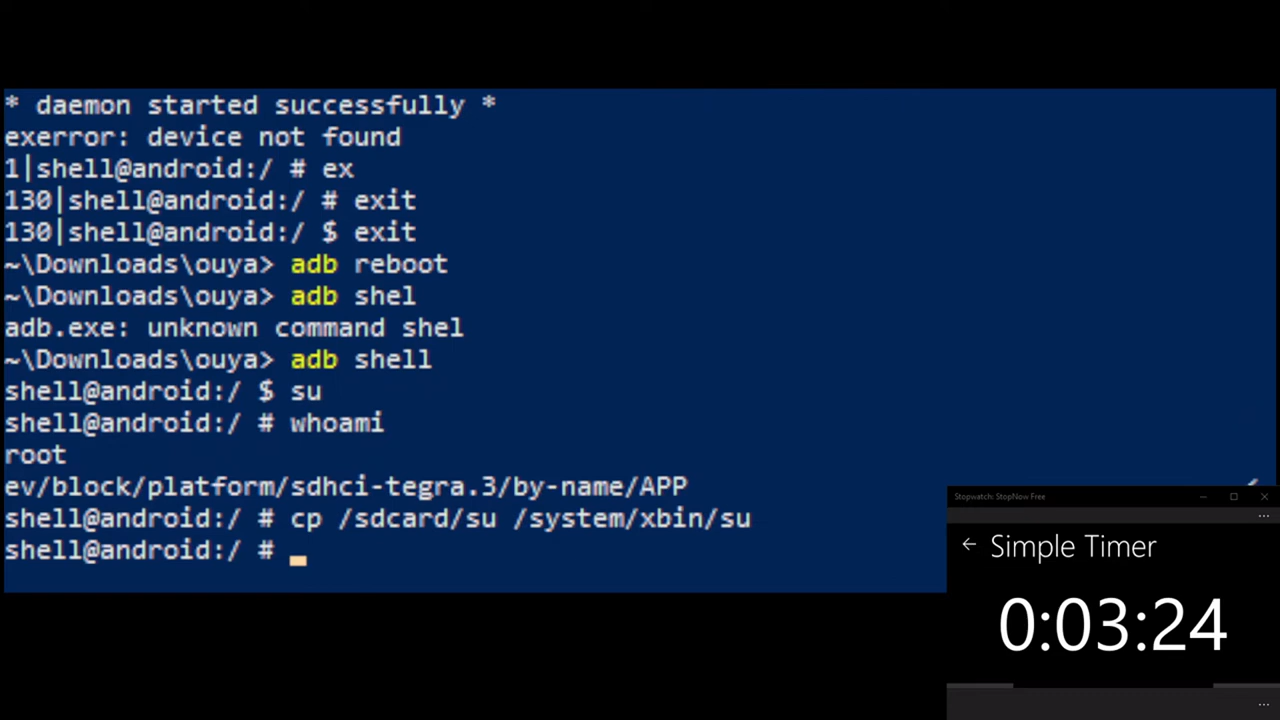 * daemon started successfully *
exerror: device not found
1|shell@android:/ # ex
130|shell@android:/ # exit
130|shell@android:/ $ exit
~\Downloads\ouya> adb reboot
~\Downloads\ouya> adb shel
adb.exe: unknown command shel
~\Downloads\ouya> adb shell
shell@android:/ $ su
shell@android:/ # whoami
root
ev/block/platform/sdhci-tegra.3/by-name/APP
shell@android:/ # cp /sdcard/su /system/xbin/su
shell@android:/ #
Stopwatch: StopNow Free
Simple Timer
0:03:24